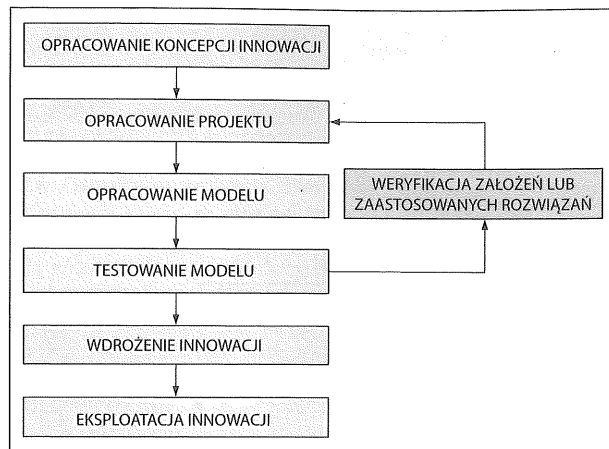 OPRACOWANIE KONCEPCJI INNOWACJI
OPRACOWANIE PROJEKTU
OPRACOWANIE MODELU
WERYFIKACJA ZAŁOŻEŃ LUB
ZAASTOSOWANYCH ROZWIĄZAŃ
TESTOWANIE MODELU
WDROŻENIE INNOWACJI
EKSPLOATACJA INNOWACJI